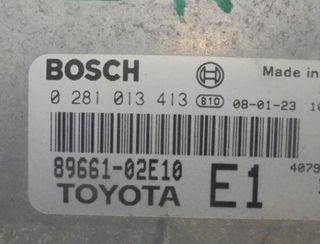 BOSCH Made in
0 281 013 413 810 08-01-23
89661-02E10 4079
TOYOTA E1